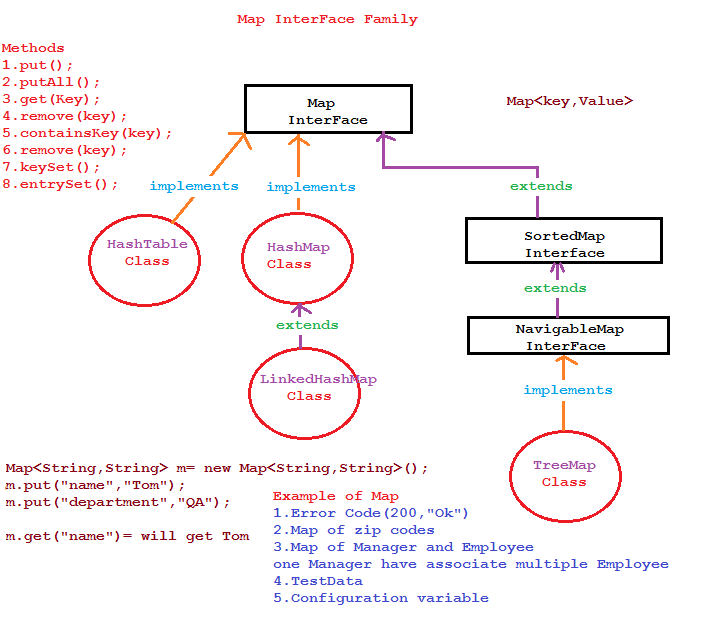 Map InterFace Family
Methods
1.put();
2.putAll();
3.get(Key);
4.remove(key);
5.containsKey(key);
6.remove(key);
7.keySet();
8.entrySet();
Map
InterFace
Map<key,Value>
implements
implements
extends
HashTable
Class
HashMap
Class
SortedMap
Interface
extends
extends
NavigableMap
InterFace
LinkedHashMap
Class
implements
TreeMap
Class
Map<String,String> m= new Map<String,String>();
m.put("name","Tom");
m.put("department","QA");
m.get("name")= will get Tom
Example of Map
1.Error Code(200,"Ok")
2.Map of zip codes
3.Map of Manager and Employee
one Manager have associate multiple Employee
4.TestData
5.Configuration variable